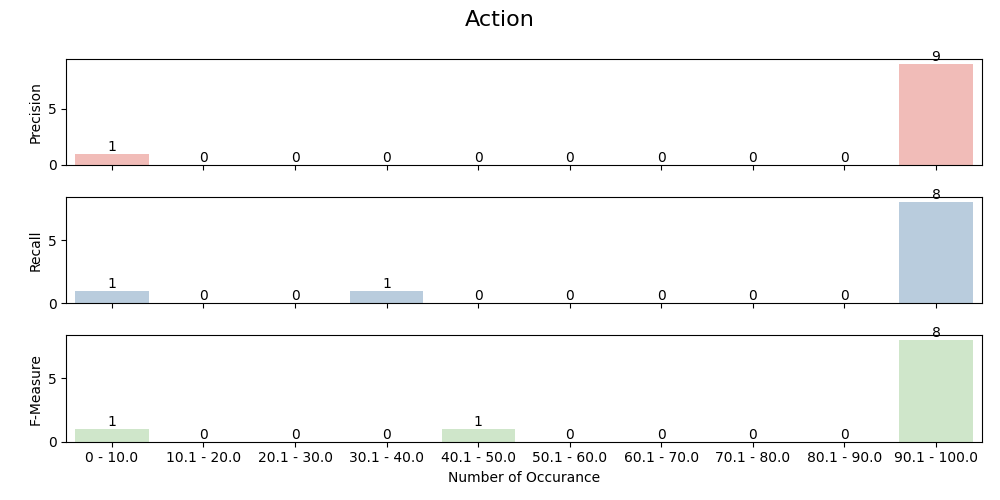 Action
Precision
5
0
1 0 0 0 0 0 0 0 0 9
Recall
5
0
1 0 0 1 0 0 0 0 0 8
F-Measure
5
0
1 0 0 0 1 0 0 0 0 8
0 - 10.0 10.1 - 20.0 20.1 - 30.0 30.1 - 40.0 40.1 - 50.0 50.1 - 60.0 60.1 - 70.0 70.1 - 80.0 80.1 - 90.0 90.1 - 100.0
Number of Occurance